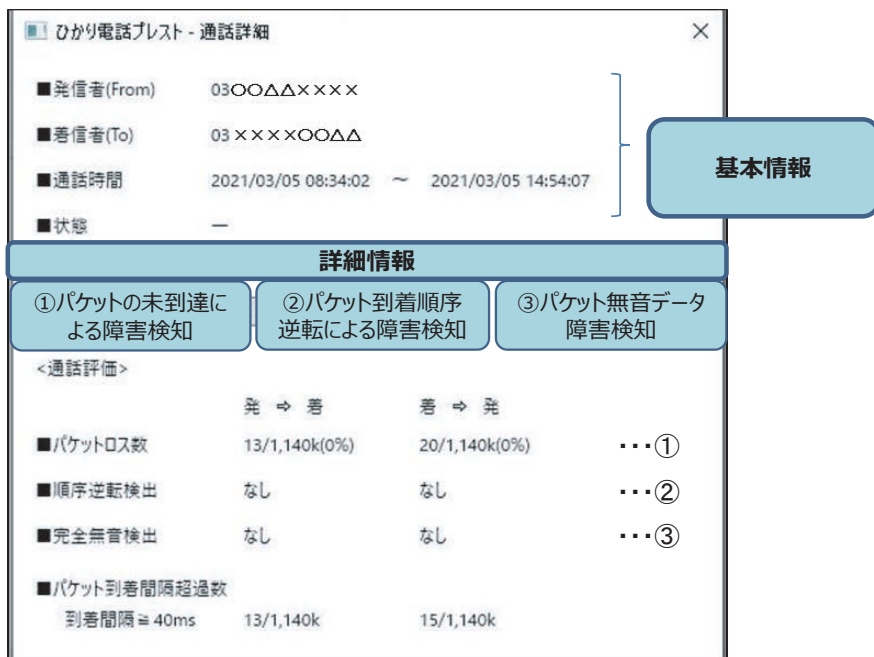 ひかり電話プレスト - 通話詳細
■発信者(From) 03〇〇△△××××
■着信者(To) 03××××〇〇△△
■通話時間 2021/03/05 08:34:02 ～ 2021/03/05 14:54:07
基本情報
■状態 ―
詳細情報
①パケットの未到達に
よる障害検知
②パケット到着順序
逆転による障害検知
③パケット無音データ
障害検知
<通話評価>
発 ⇨ 着 着 ⇨ 発
■パケットロス数 13/1,140k(0%) 20/1,140k(0%) ･･･①
■順序逆転検出 なし なし ･･･②
■完全無音検出 なし なし ･･･③
■パケット到着間隔超過数
到着間隔≧40ms 13/1,140k 15/1,140k